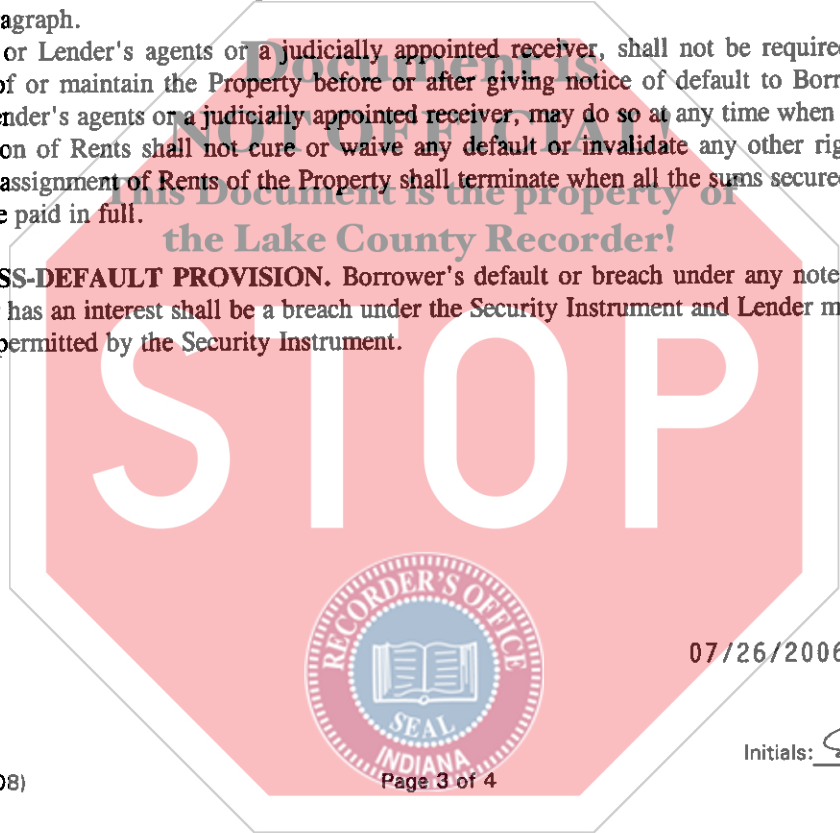 agraph.
or Lender's agents or a judicially appointed receiver, shall not be require
of or maintain the Property before or after giving notice of default to Borr
ender's agents or a judicially appointed receiver, may do so at any time when
on of Rents shall not cure or waive any default or invalidate any other rig
assignment of Rents of the Property shall terminate when all the sums secure
e paid in full.
SS-DEFAULT PROVISION. Borrower's default or breach under any note
has an interest shall be a breach under the Security Instrument and Lender m
permitted by the Security Instrument.
Document is
NOT OFFICIAL!
This Document is the property of
the Lake County Recorder!
STOP
RECORDER'S OFFICE
SEAL
INDIANA
07/26/2006
Initials:
08)
Page 3 of 4